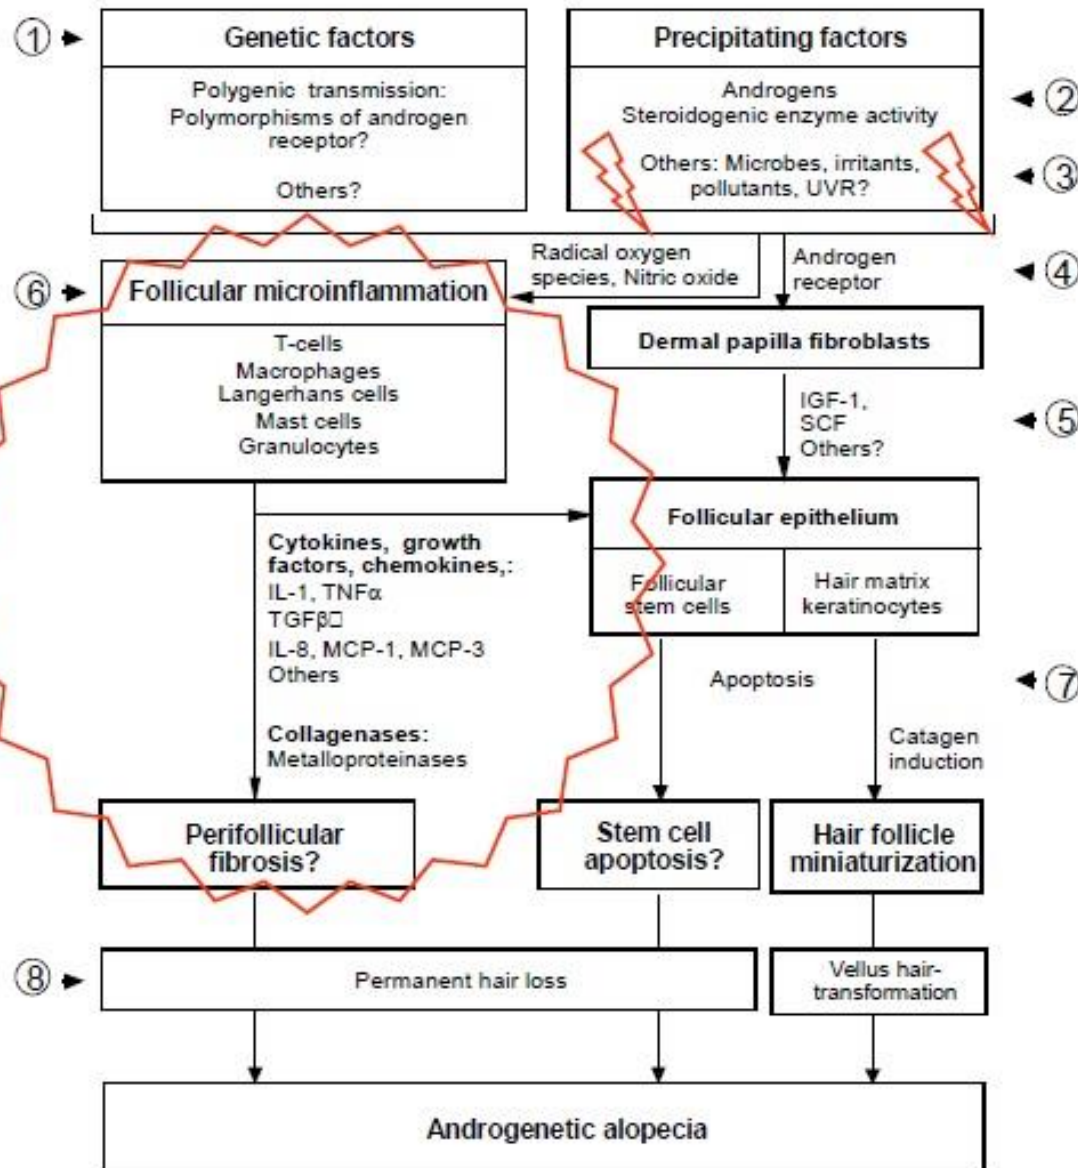 ①
Genetic factors
Polygenic transmission:
Polymorphisms of androgen
receptor?
Others?
Precipitating factors
Androgens
Steroidogenic enzyme activity
②
Others: Microbes, irritants,
pollutants, UVR?
③
Radical oxygen
species, Nitric oxide
Androgen
receptor
④
⑥
Follicular microinflammation
T-cells
Macrophages
Langerhans cells
Mast cells
Granulocytes
Dermal papilla fibroblasts
IGF-1,
SCF
Others?
⑤
Follicular epithelium
Follicular
stem cells
Hair matrix
keratinocytes
Cytokines, growth
factors, chemokines,:
IL-1, TNFα
TGFβ□
IL-8, MCP-1, MCP-3
Others
Collagenases:
Metalloproteinases
Apoptosis
⑦
Catagen
induction
Perifollicular
fibrosis?
Stem cell
apoptosis?
Hair follicle
miniaturization
⑧
Permanent hair loss
Vellus hair-
transformation
Androgenetic alopecia